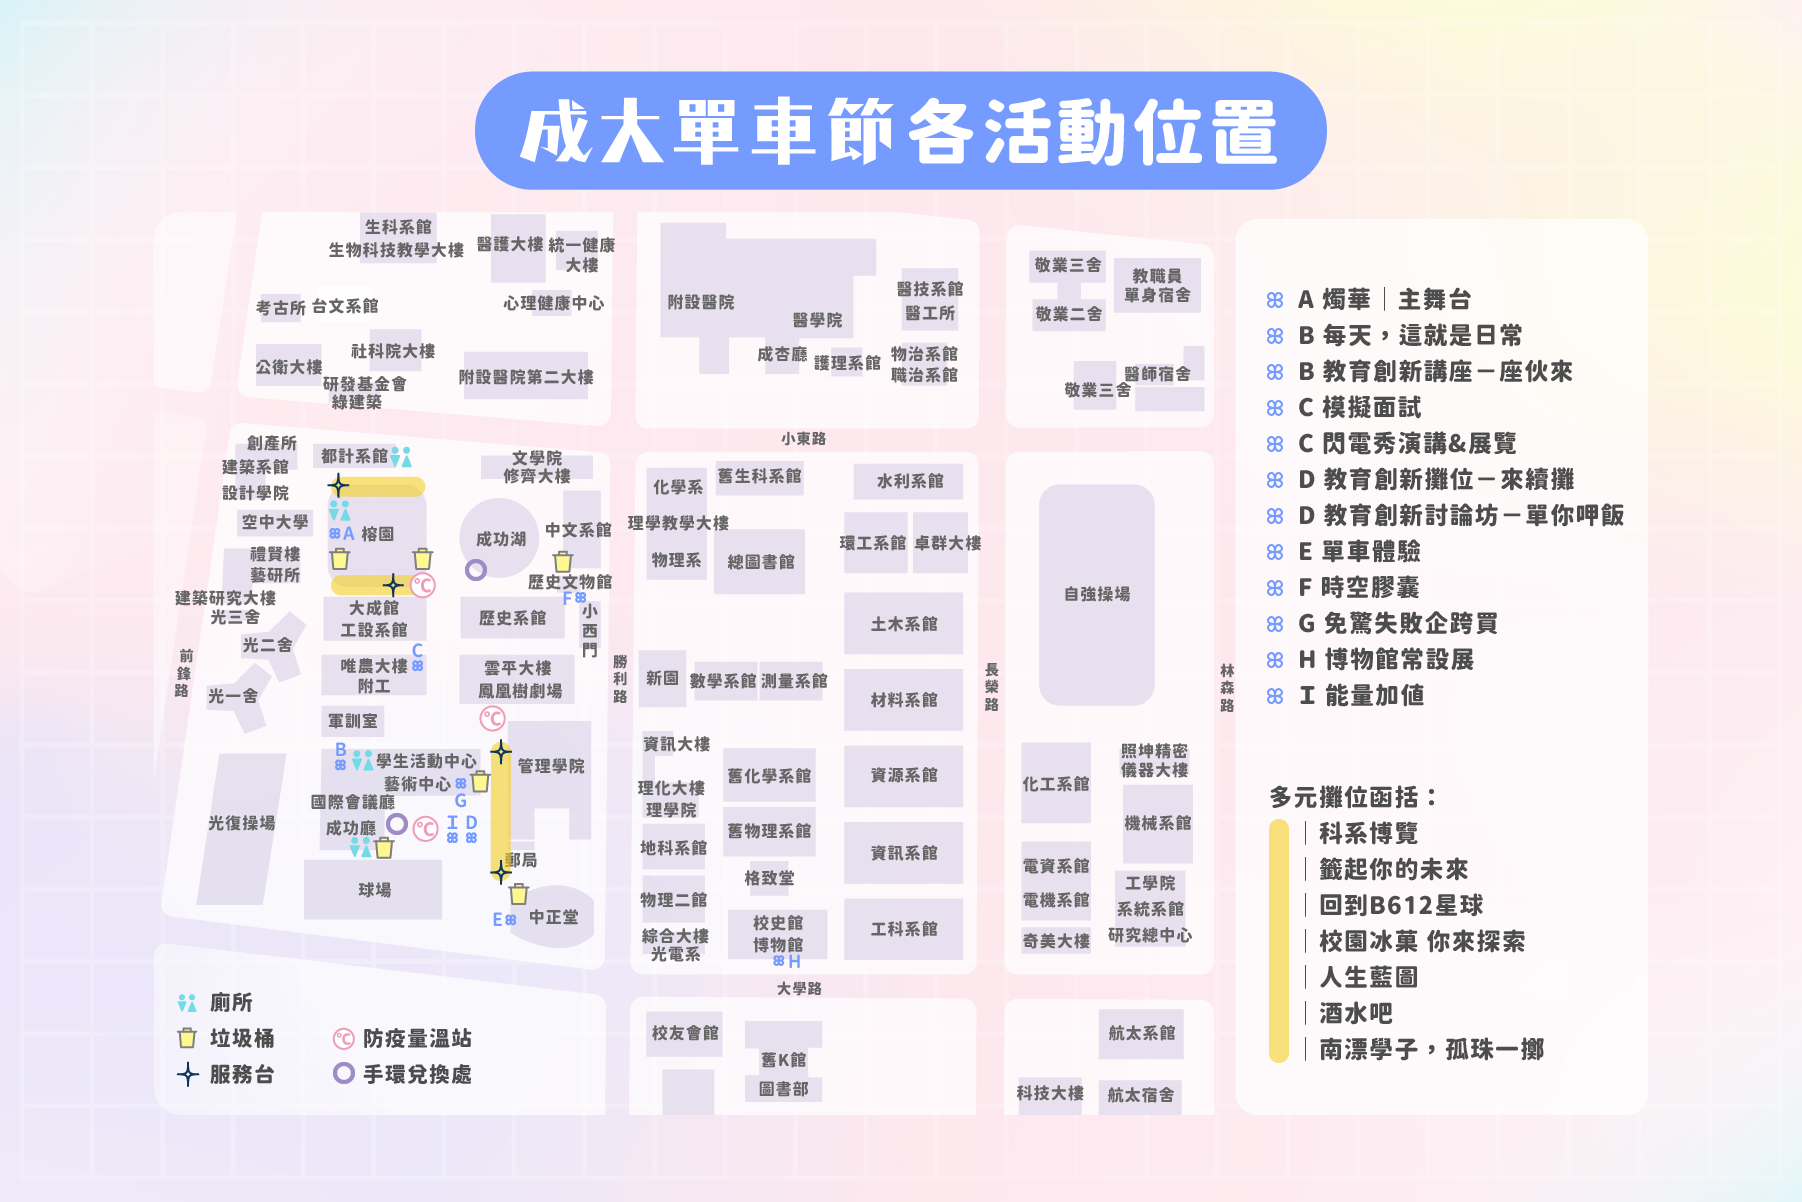 成大單車節各活動位置
生科系館
生物科技教學大樓
醫護大樓
統一健康
大樓
考古所
台文系館
心理健康中心
社科院大樓
公衛大樓
研發基金會
綠建築
附設醫院第二大樓
附設醫院
醫學院
醫技系館
醫工所
成杏廳
護理系館
物治系館
職治系館
敬業三舍
敬業二舍
教職員
單身宿舍
敬業三舍
醫師宿舍
小東路
創產所
建築系館
設計學院
都計系館
空中大學
A 榕園
禮賢樓
藝研所
建築研究大樓
光三舍
光二舍
光一舍
前鋒路
文學院
修齊大樓
成功湖
中文系館
歷史文物館
F
小西門
大成館
工設系館
歷史系館
C
唯農大樓
附工
雲平大樓
鳳凰樹劇場
軍訓室
°C
°C
°C
B
學生活動中心
藝術中心
G
國際會議廳
成功廳
I D
管理學院
光復操場
郵局
球場
E
中正堂
勝利路
化學系
舊生科系館
水利系館
理學教學大樓
物理系
總圖書館
環工系館
卓群大樓
土木系館
新園
數學系館
測量系館
材料系館
資訊大樓
理化大樓
理學院
舊化學系館
資源系館
舊物理系館
地科系館
資訊系館
格致堂
物理二館
校史館
博物館
H
綜合大樓
光電系
工科系館
長榮路
自強操場
林森路
化工系館
照坤精密
儀器大樓
機械系館
電資系館
電機系館
工學院
系統系館
奇美大樓
研究總中心
大學路
校友會館
舊K館
圖書部
航太系館
科技大樓
航太宿舍
廁所
垃圾桶
服務台
°C 防疫量溫站
手環兌換處
A 燭華｜主舞台
B 每天，這就是日常
B 教育創新講座－座伙來
C 模擬面試
C 閃電秀演講&展覽
D 教育創新攤位－來續攤
D 教育創新討論坊－單你呷飯
E 單車體驗
F 時空膠囊
G 免驚失敗企跨買
H 博物館常設展
I 能量加值
多元攤位函括：
｜科系博覽
｜籤起你的未來
｜回到B612星球
｜校園冰菓 你來探索
｜人生藍圖
｜酒水吧
｜南漂學子，孤珠一擲